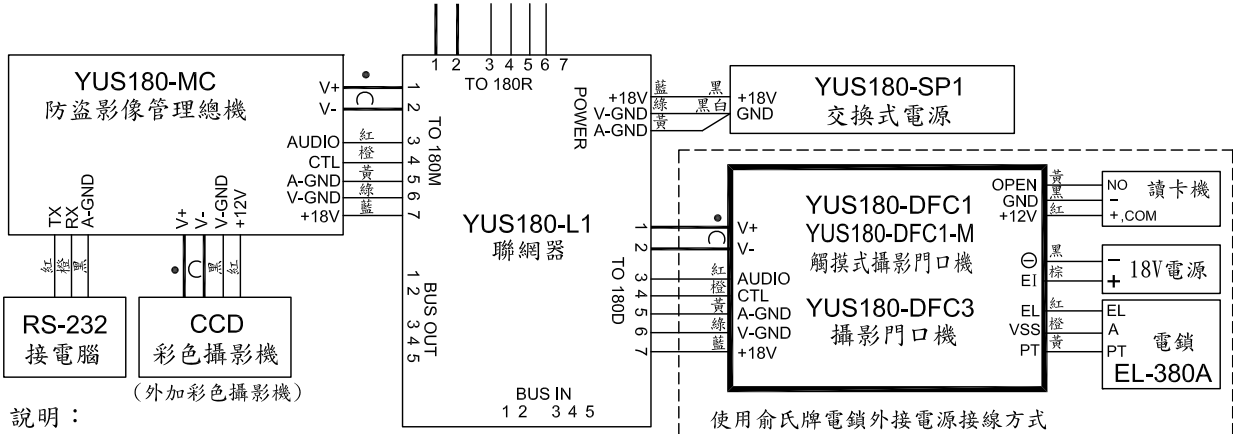 1 2 3 4 5 6 7
TO 180R
YUS180-MC
防盜影像管理總機
V+
V-
AUDIO
CTL
A-GND
V-GND
+18V
紅
橙
黃
綠
藍
1
2
3
4
5
6
7
TO 180M
TX
RX
A-GND
V+
V-
V-GND
+12V
紅
橙
黑
黑
紅
RS-232
接電腦
CCD
彩色攝影機
(外加彩色攝影機)
說明：
YUS180-L1
聯網器
POWER
+18V
V-GND
A-GND
藍
綠
黃
黑
黑白
+18V
GND
YUS180-SP1
交換式電源
1
2
3
4
5
BUS OUT
BUS IN
1 2 3 4 5
1
2
3
4
5
6
7
TO 180D
紅
橙
黃
綠
藍
V+
V-
AUDIO
CTL
A-GND
V-GND
+18V
YUS180-DFC1
YUS180-DFC1-M
觸摸式攝影門口機
YUS180-DFC3
攝影門口機
OPEN
GND
+12V
黃
黑
紅
NO
-
+,COM
讀卡機
⊖
EI
黑
棕
-
+
18V電源
EL
VSS
PT
紅
橙
黃
EL
A
PT
電鎖
EL-380A
使用俞氏牌電鎖外接電源接線方式